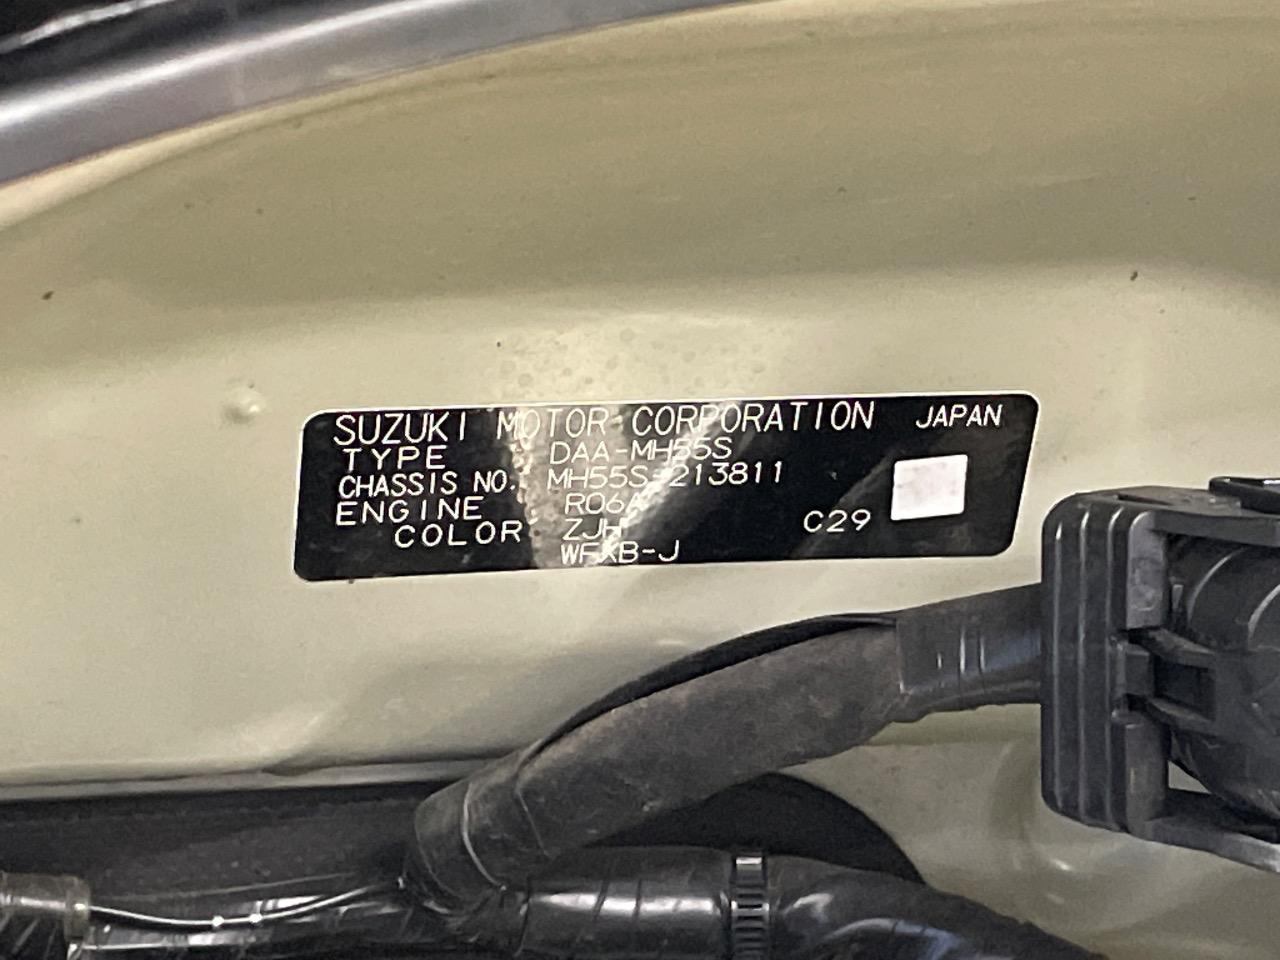 SUZUKI MOTOR CORPORATION JAPAN
TYPE DAA-MH55S
CHASSIS NO. MH55S-213811
ENGINE R06A
COLOR ZJH C29
WFXB-J